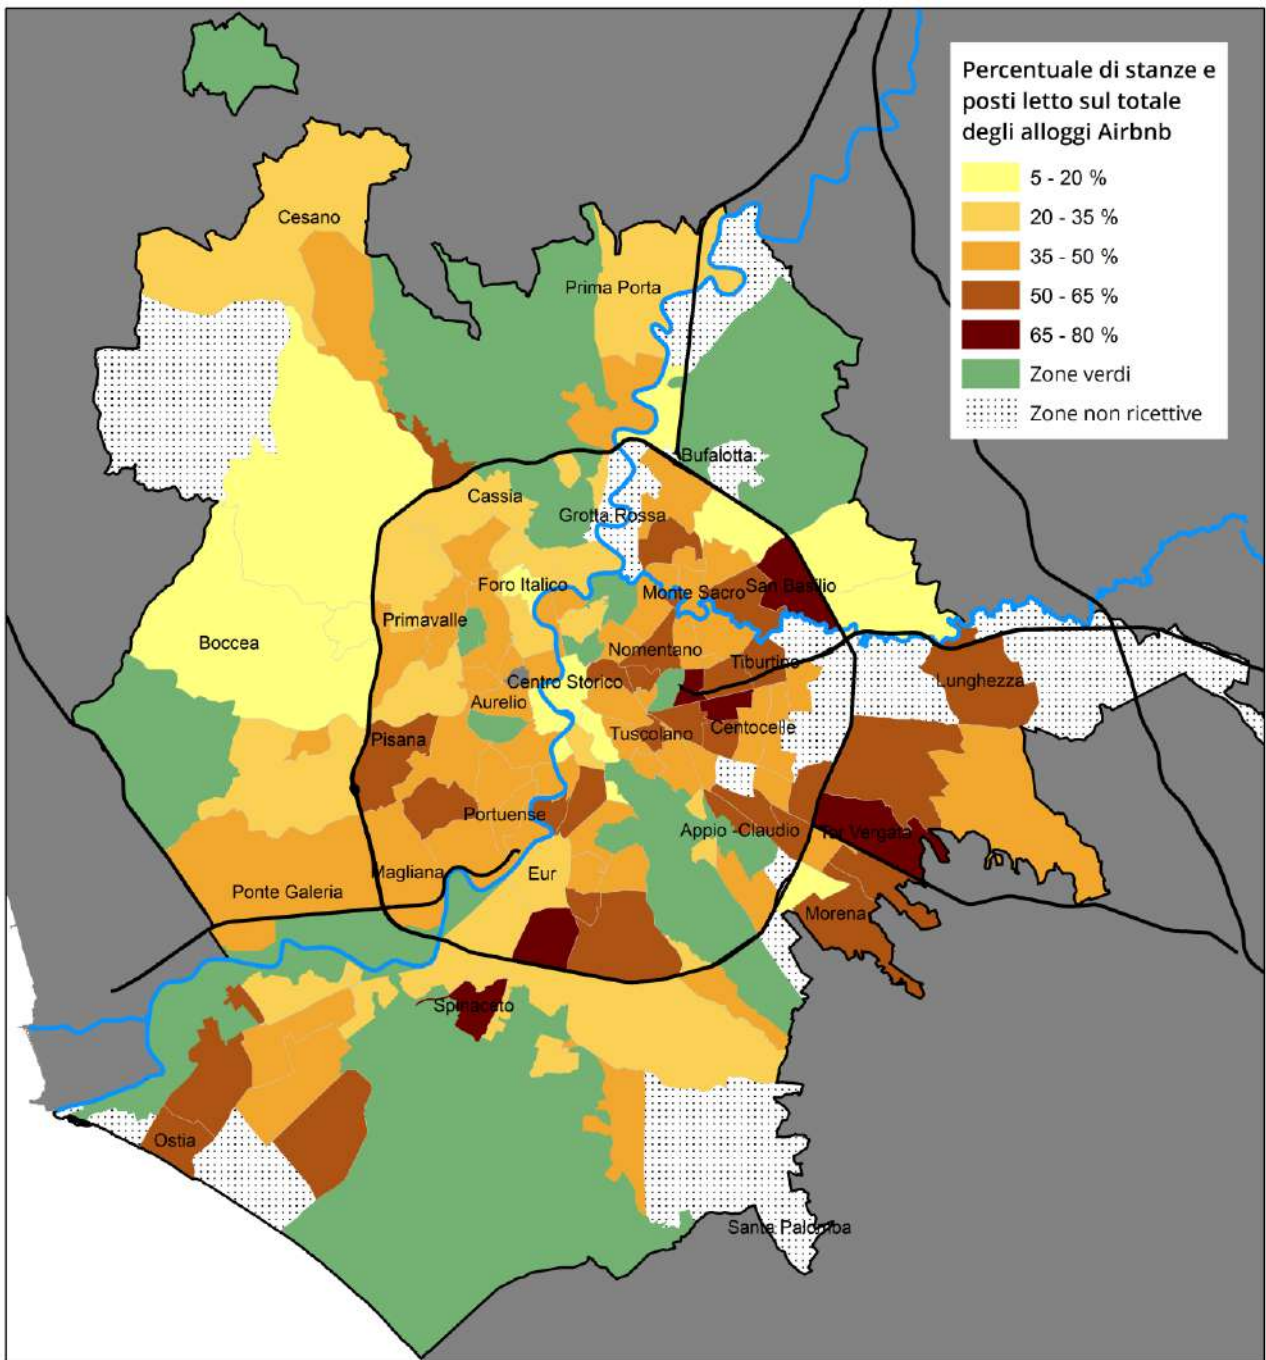 Percentuale di stanze e
posti letto sul totale
degli alloggi Airbnb
5 - 20 %
20 - 35 %
35 - 50 %
50 - 65 %
65 - 80 %
Zone verdi
Zone non ricettive
Cesano
Prima Porta
Bufalotta
Cassia
Grotta Rossa
Foro Italico
Monte Sacro
San Basilio
Primavalle
Boccea
Nomentano
Tiburtino
Centro Storico
Lunghezza
Aurelio
Pisana
Tuscolano
Centocelle
Portuense
Appio -Claudio
Tor Vergata
Magliana
Eur
Ponte Galeria
Morena
Spinaceto
Ostia
Santa Palomba